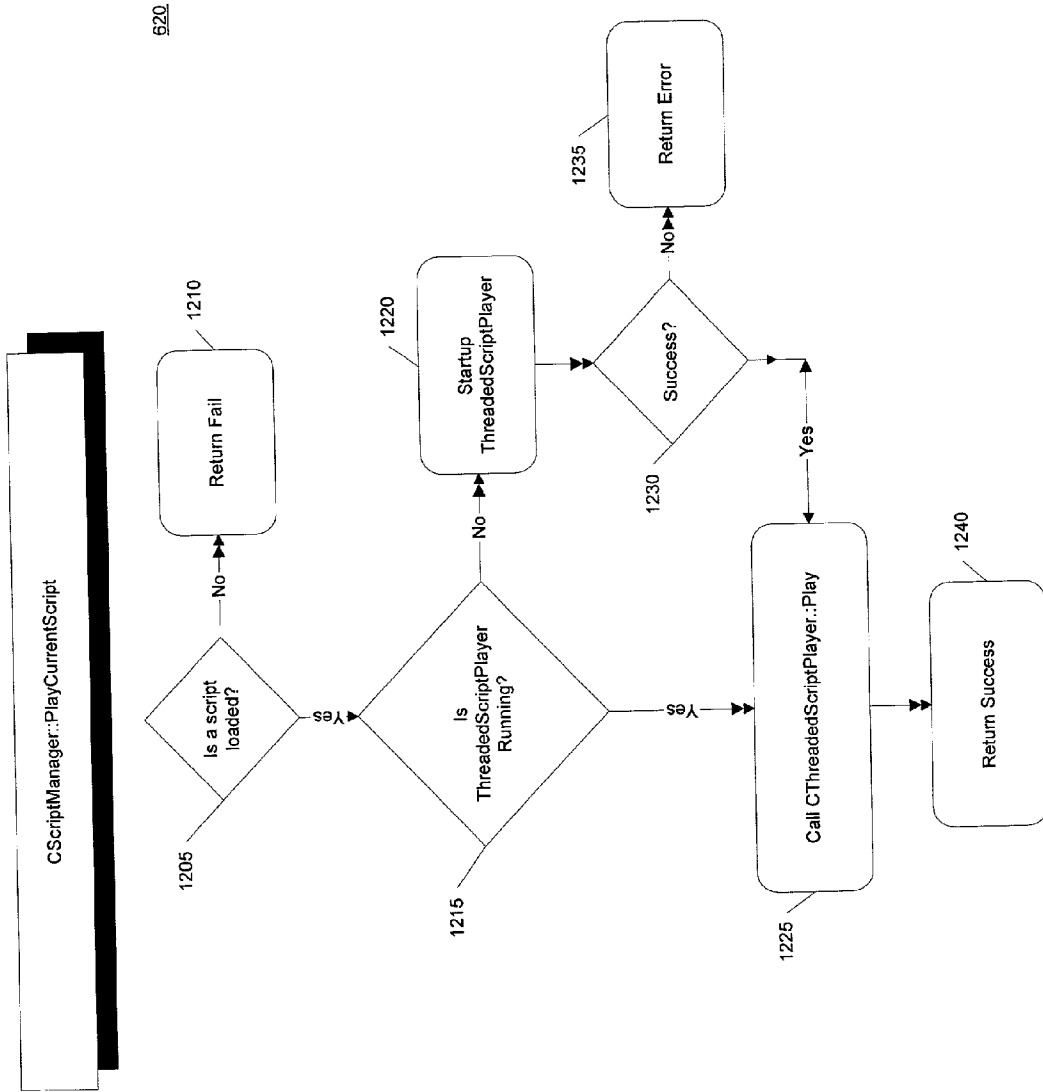 620
CScriptManager::PlayCurrentScript
1205
Is a script
loaded?
No
1210
Return Fail
Yes
1215
Is
ThreadedScriptPlayer
Running?
No
1220
Startup
ThreadedScriptPlayer
1230
Success?
No
1235
Return Error
Yes
Yes
1225
Call CThreadedScriptPlayer::Play
1240
Return Success